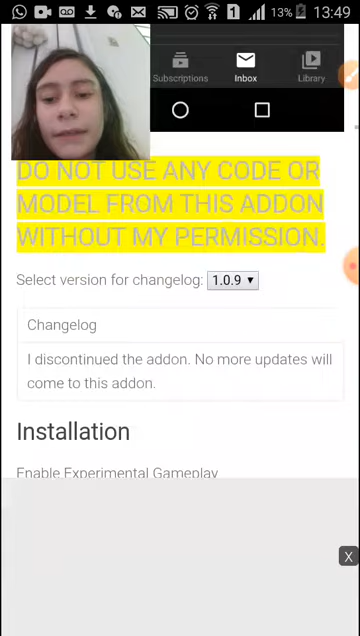 13% 13:49
Subscriptions Inbox Library
DO NOT USE ANY CODE OR
MODEL FROM THIS ADDON
WITHOUT MY PERMISSION.
Select version for changelog: 1.0.9 ▼
Changelog
I discontinued the addon. No more updates will
come to this addon.
Installation
Enable Experimental Gameplay
X